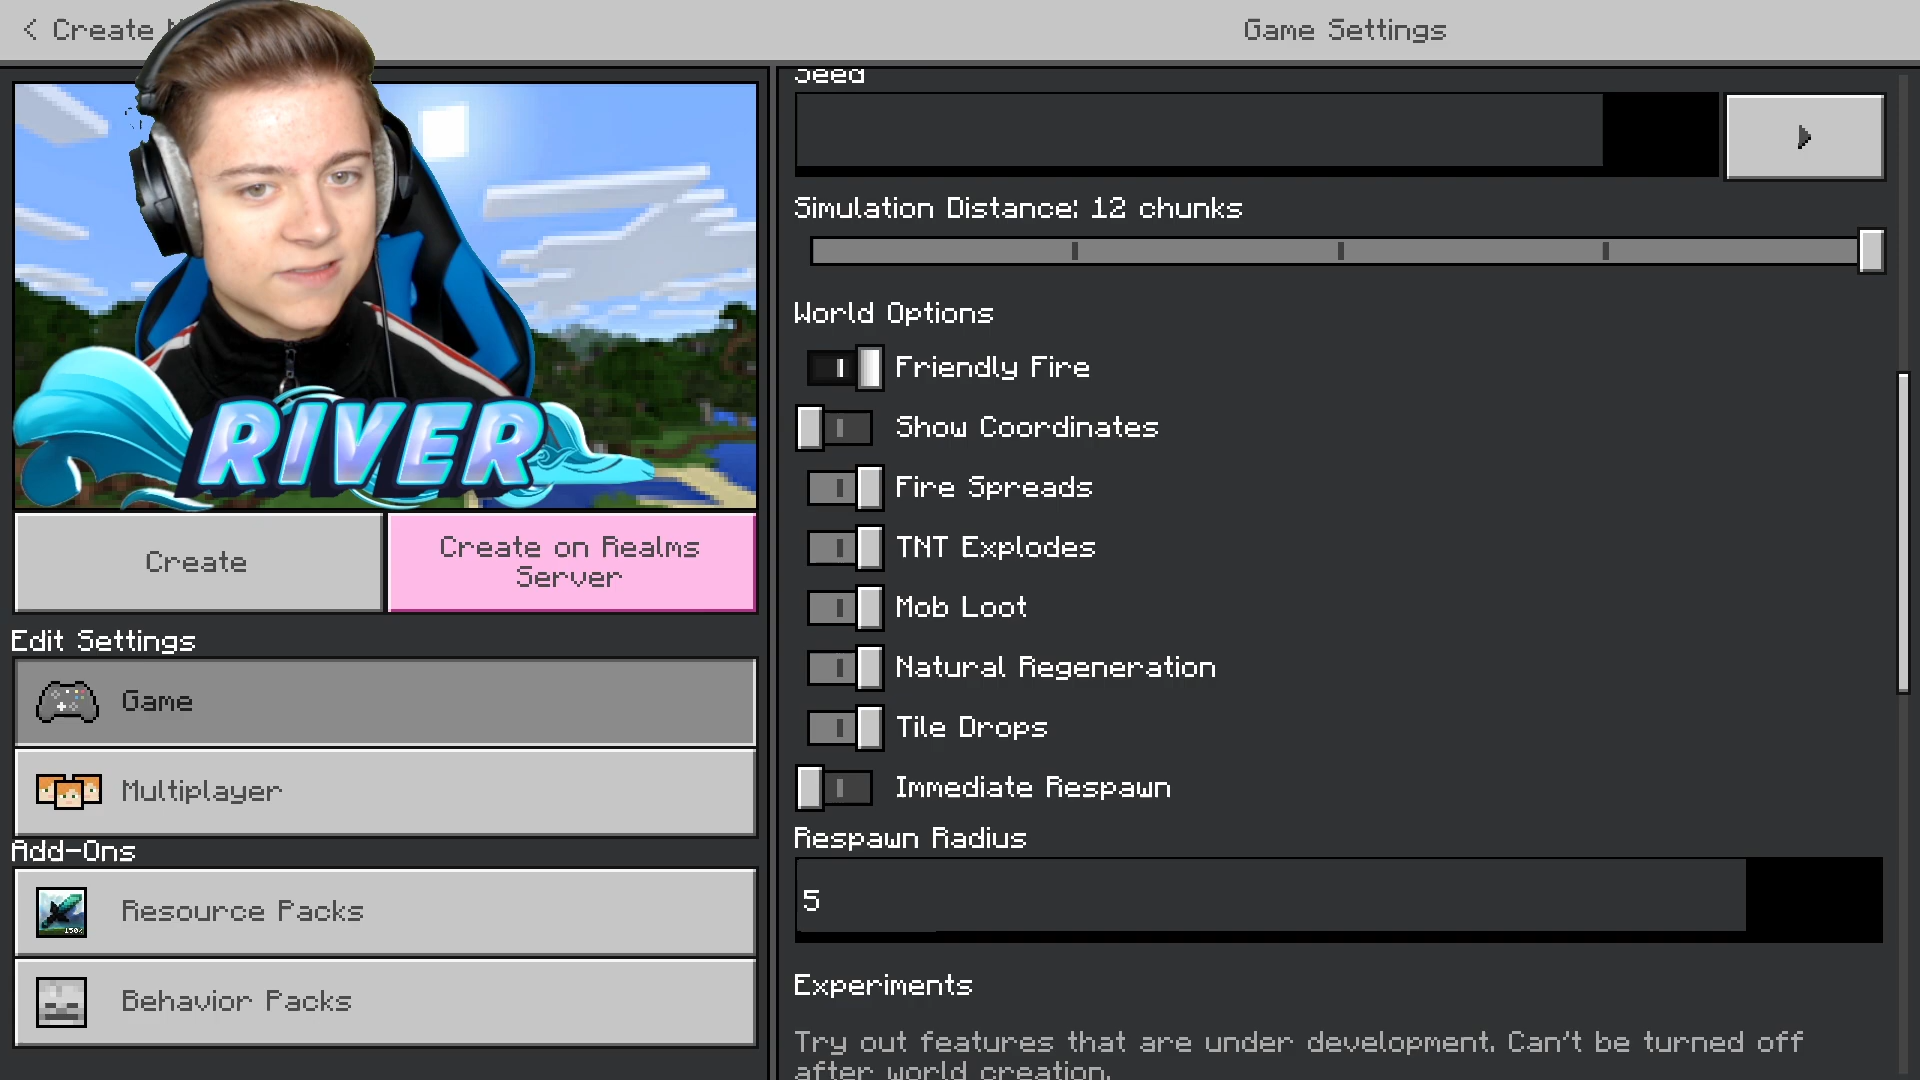 Create
Game Settings
Seed
Simulation Distance: 12 chunks
World Options
Friendly Fire
Show Coordinates
Fire Spreads
TNT Explodes
Mob Loot
Natural Regeneration
Tile Drops
Immediate Respawn
Respawn Radius
5
Experiments
Try out features that are under development. Can't be turned off
after world creation.
RIVER
Create
Create on Realms
Server
Edit Settings
Game
Multiplayer
Add-Ons
Resource Packs
Behavior Packs